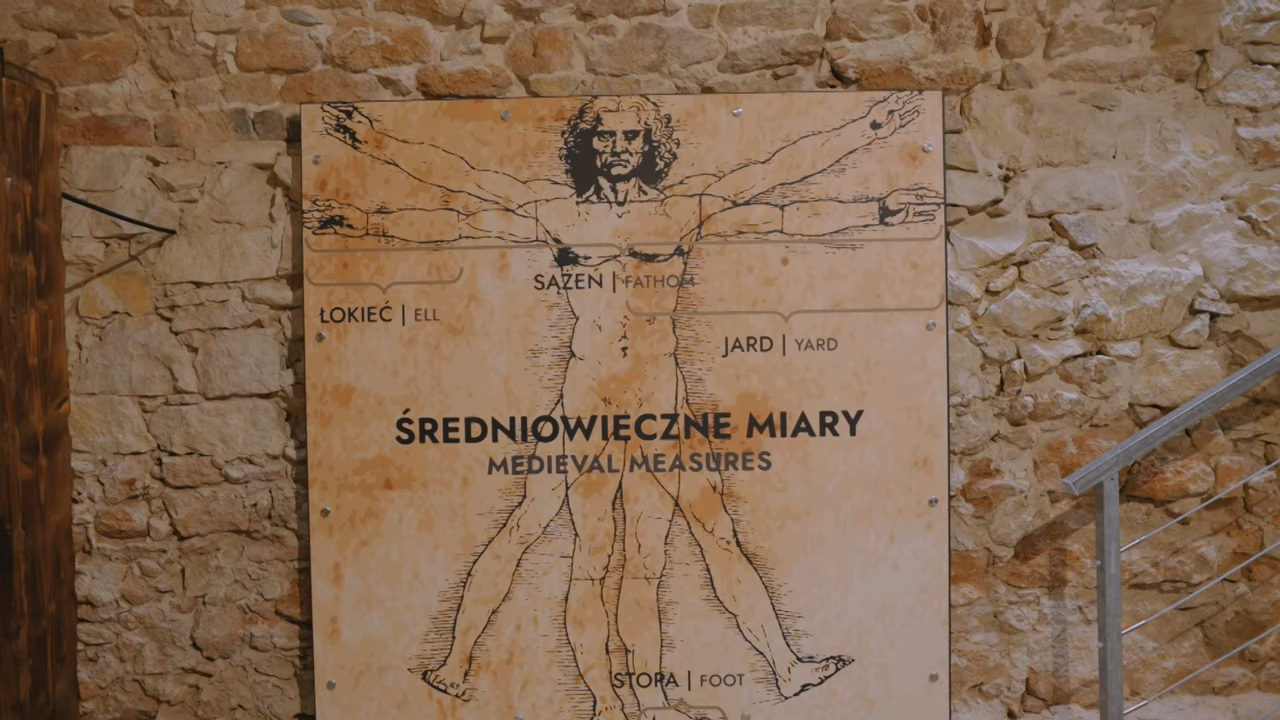 SĄŻEŃ | FATHOM
ŁOKIEĆ | ELL
JARD | YARD
ŚREDNIOWIECZNE MIARY
MEDIEVAL MEASURES
STOPA | FOOT